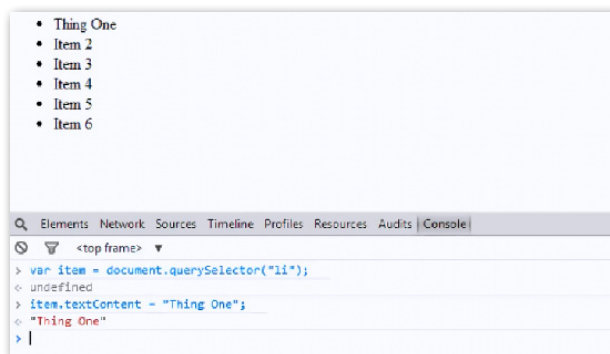 • Thing One
• Item 2
• Item 3
• Item 4
• Item 5
• Item 6
Elements Network Sources Timeline Profiles Resources Audits Console
<top frame> ▼
> var item = document.querySelector("li");
< undefined
> item.textContent = "Thing One";
< "Thing One"
>